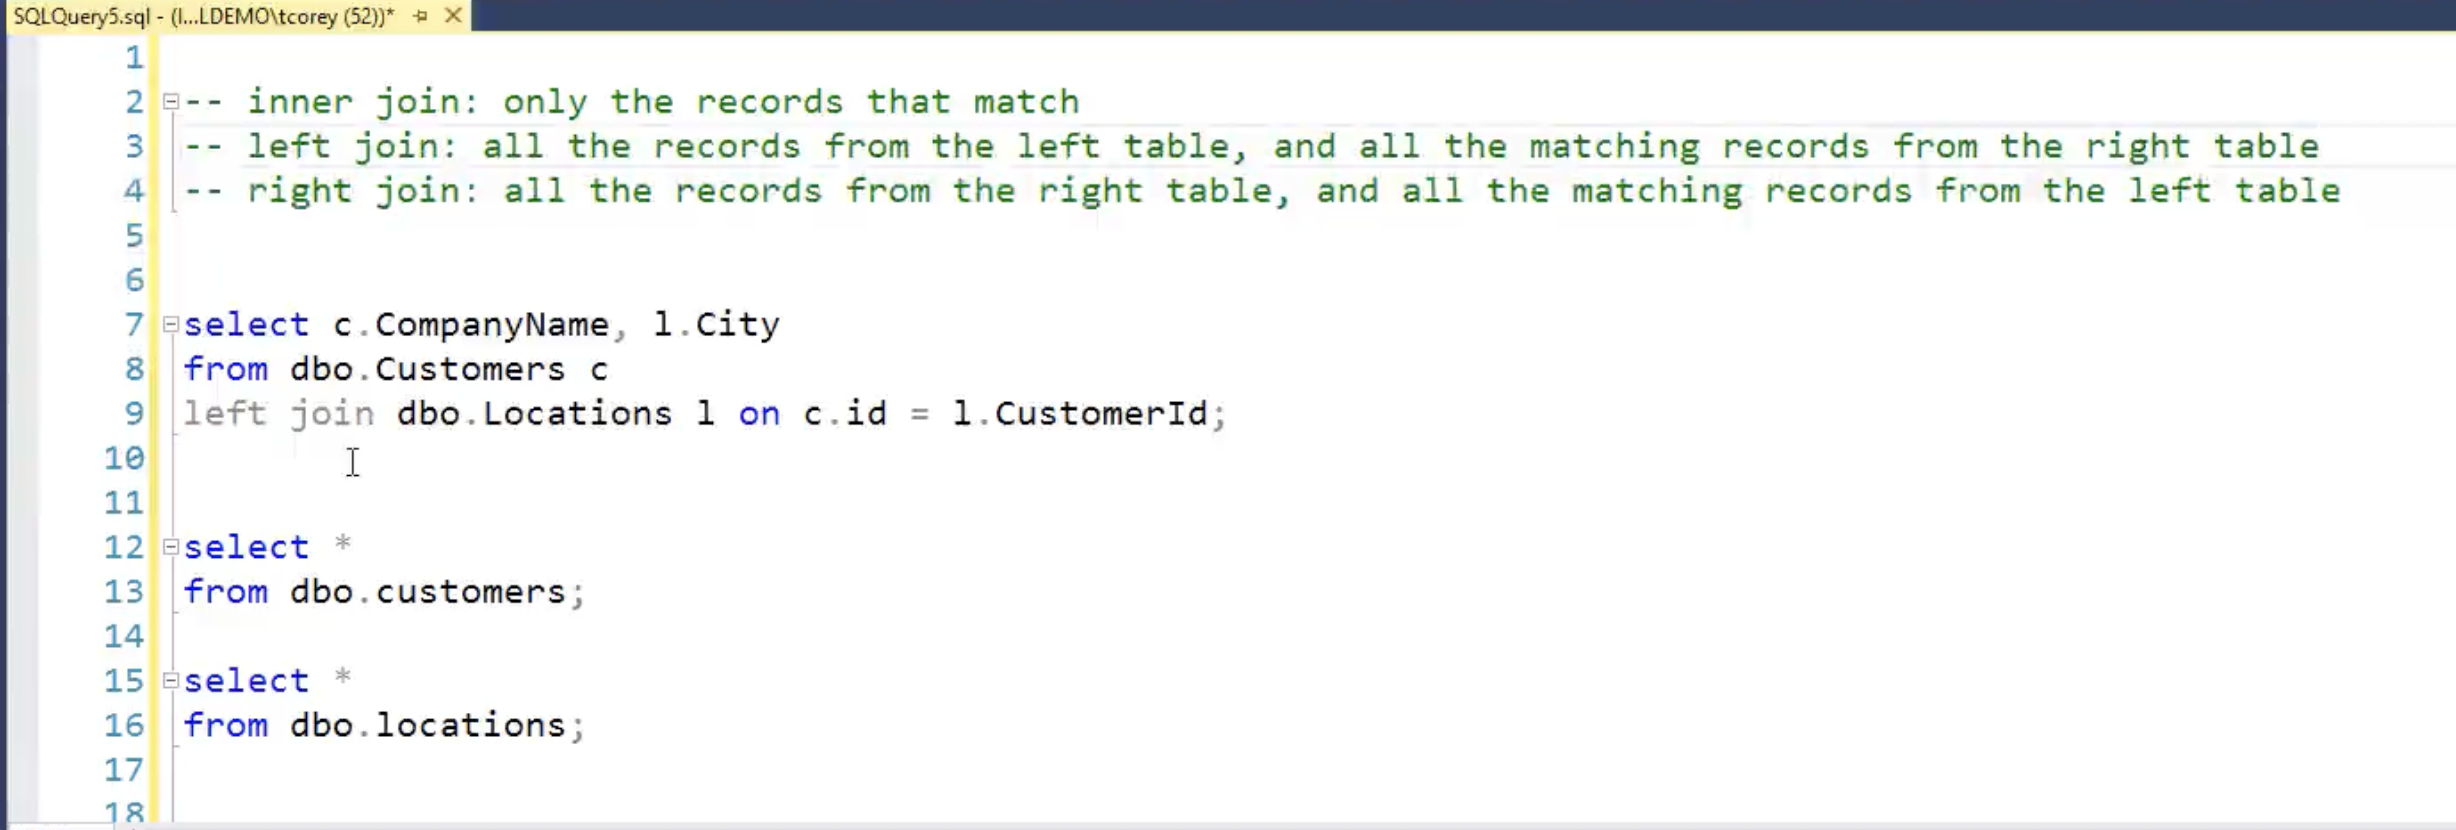 SQLQuery5.sql - (l...LDEMO\tcorey (52))*
1
2 -- inner join: only the records that match
3 -- left join: all the records from the left table, and all the matching records from the right table
4 -- right join: all the records from the right table, and all the matching records from the left table
5
6
7 select c.CompanyName, l.City
8 from dbo.Customers c
9 left join dbo.Locations l on c.id = l.CustomerId;
10
11
12 select *
13 from dbo.customers;
14
15 select *
16 from dbo.locations;
17
18